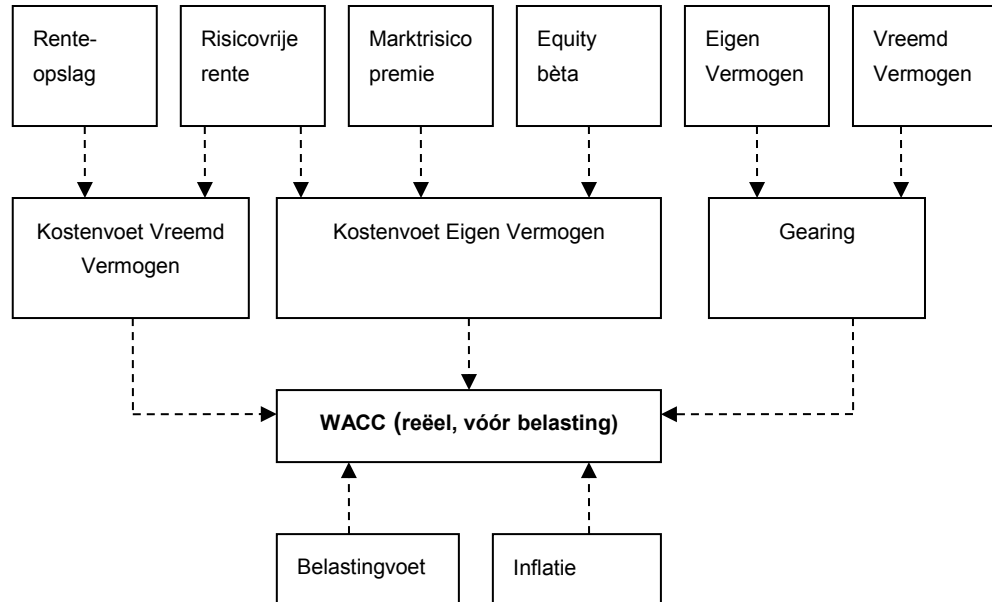 Rente-
opslag
Risicovrije
rente
Marktrisico
premie
Equity
bèta
Eigen
Vermogen
Vreemd
Vermogen
Kostenvoet Vreemd
Vermogen
Kostenvoet Eigen Vermogen
Gearing
WACC (reëel, vóór belasting)
Belastingvoet
Inflatie